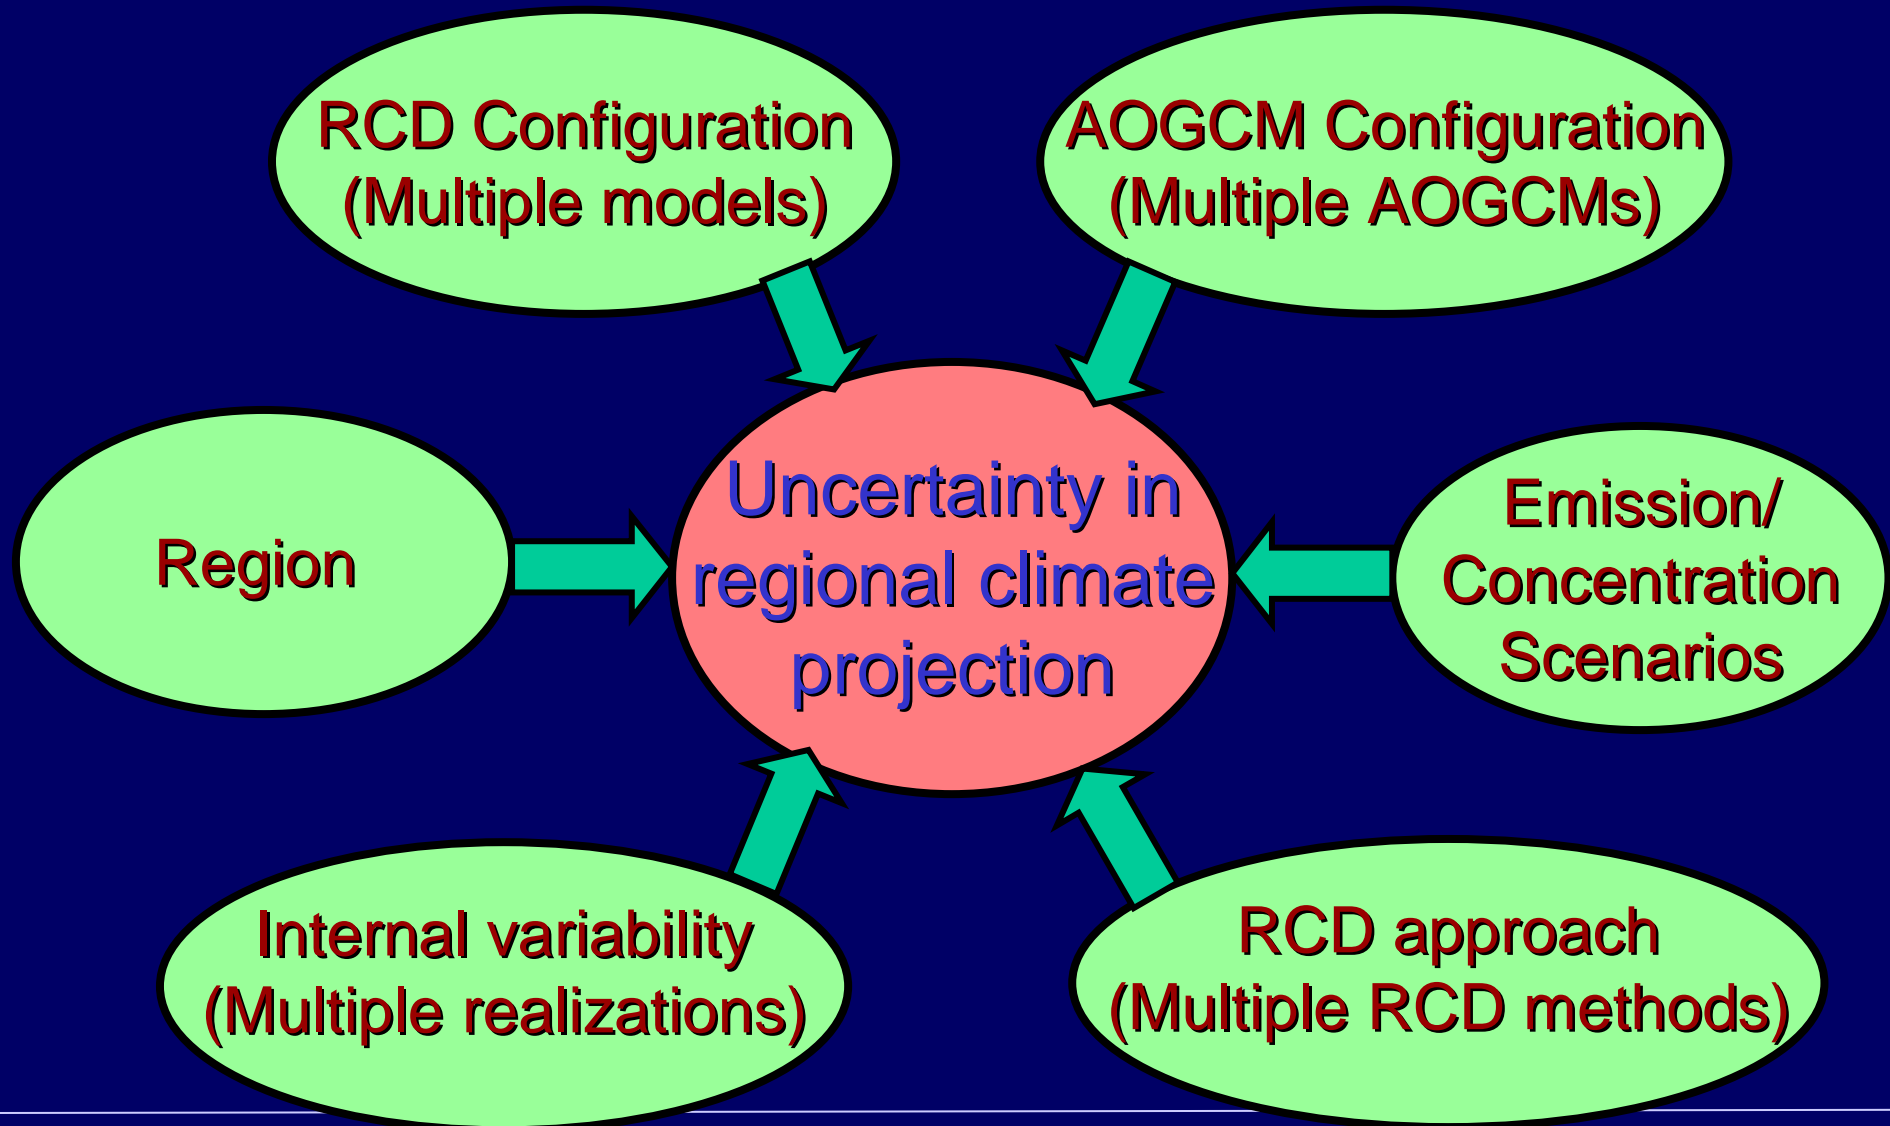 RCD Configuration
(Multiple models)
AOGCM Configuration
(Multiple AOGCMs)
Region
Uncertainty in
regional climate
projection
Emission/
Concentration
Scenarios
Internal variability
(Multiple realizations)
RCD approach
(Multiple RCD methods)